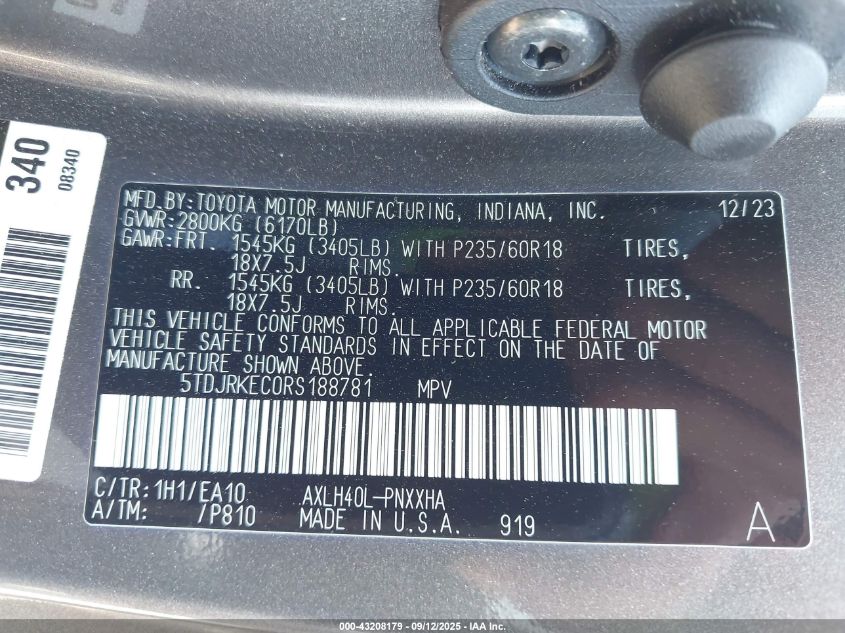 340
08340
MFD.BY:TOYOTA MOTOR MANUFACTURING, INDIANA, INC. 12/23
GVWR:2800KG (6170LB)
GAWR:FRT. 1545KG (3405LB) WITH P235/60R18 TIRES,
18X7.5J RIMS.
RR. 1545KG (3405LB) WITH P235/60R18 TIRES,
18X7.5J RIMS.
THIS VEHICLE CONFORMS TO ALL APPLICABLE FEDERAL MOTOR
VEHICLE SAFETY STANDARDS IN EFFECT ON THE DATE OF
MANUFACTURE SHOWN ABOVE.
5TDJRKEC0RS188781 MPV
C/TR:1H1/EA10 AXLH40L-PNXXHA
A/TM: /P810 MADE IN U.S.A. 919 A
000-43208179 - 09/12/2025 - IAA Inc.